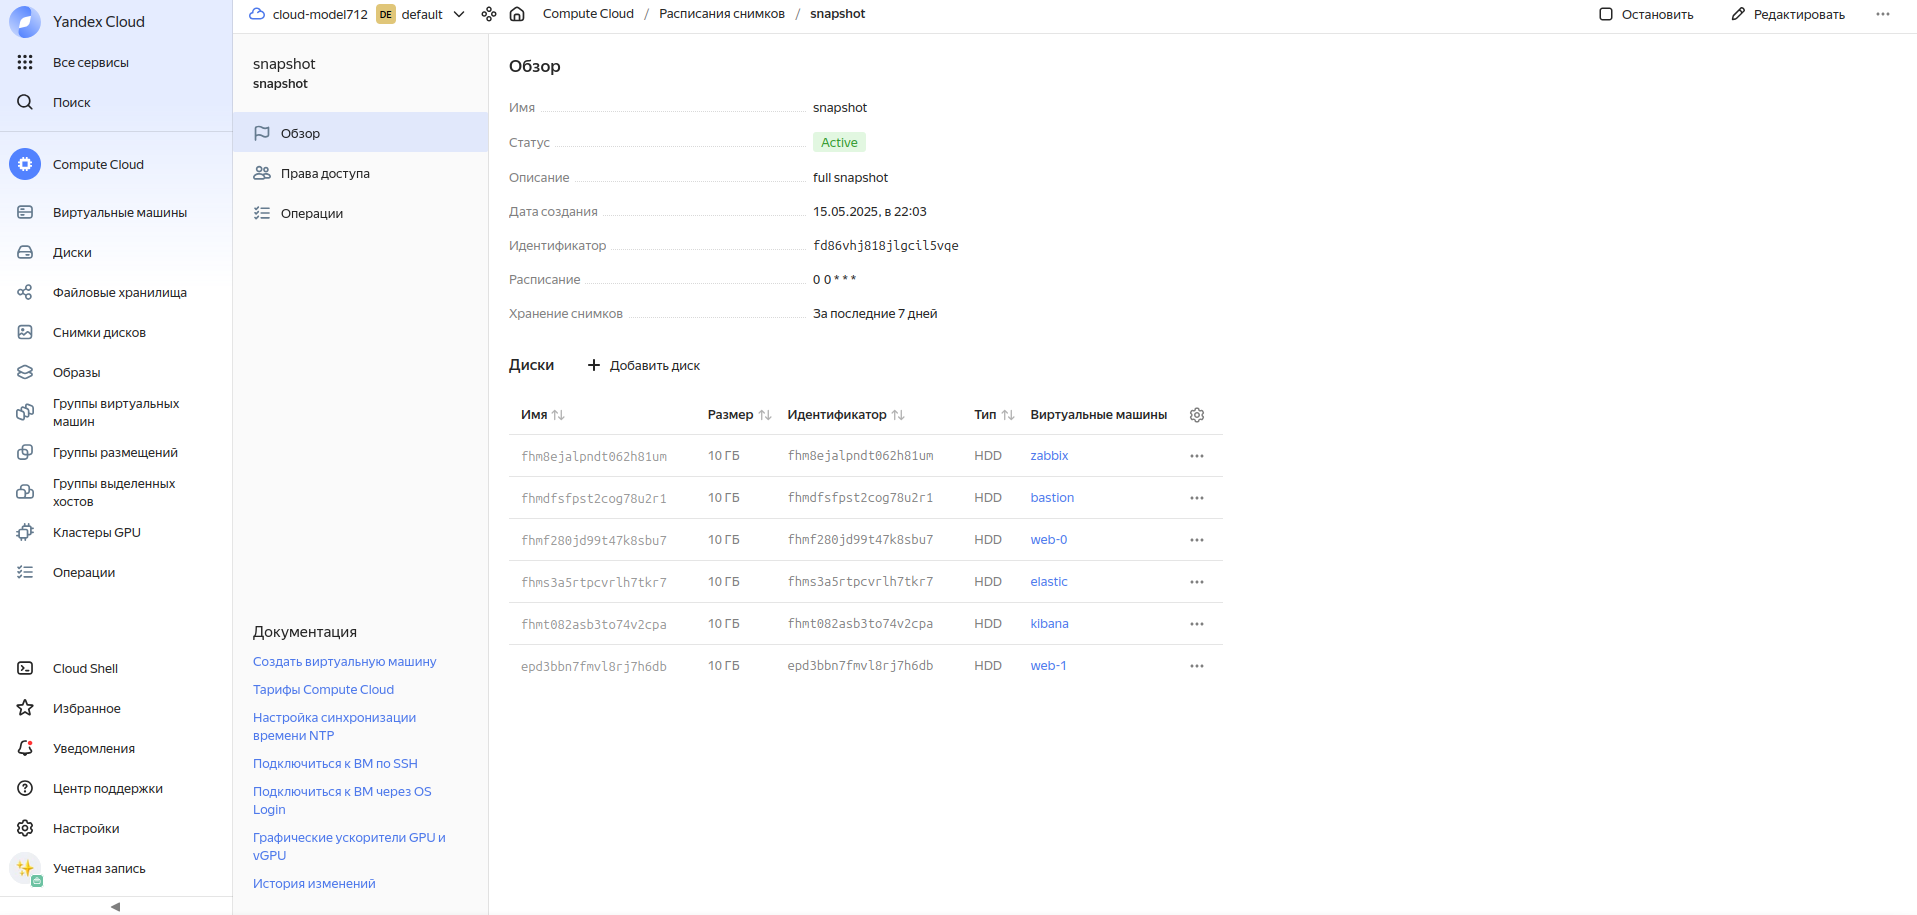 Yandex Cloud
Все сервисы
Поиск
Compute Cloud
Виртуальные машины
Диски
Файловые хранилища
Снимки дисков
Образы
Группы виртуальных
машин
Группы размещений
Группы выделенных
хостов
Кластеры GPU
Операции
Cloud Shell
Избранное
Уведомления
Центр поддержки
Настройки
Учетная запись
cloud-model712 DE default Compute Cloud / Расписания снимков / snapshot Остановить Редактировать
snapshot
snapshot
Обзор
Права доступа
Операции
Документация
Создать виртуальную машину
Тарифы Compute Cloud
Настройка синхронизации
времени NTP
Подключиться к ВМ по SSH
Подключиться к ВМ через OS
Login
Графические ускорители GPU и
vGPU
История изменений
Обзор
Имя snapshot
Статус Active
Описание full snapshot
Дата создания 15.05.2025, в 22:03
Идентификатор fd86vhj818jlgcil5vqe
Расписание 0 0 * * *
Хранение снимков За последние 7 дней
Диски + Добавить диск
Имя Размер Идентификатор Тип Виртуальные машины
fhm8ejalpndt062h81um 10 ГБ fhm8ejalpndt062h81um HDD zabbix
fhmdfsfpst2cog78u2r1 10 ГБ fhmdfsfpst2cog78u2r1 HDD bastion
fhmf280jd99t47k8sbu7 10 ГБ fhmf280jd99t47k8sbu7 HDD web-0
fhms3a5rtpcvrlh7tkr7 10 ГБ fhms3a5rtpcvrlh7tkr7 HDD elastic
fhmt082asb3to74v2cpa 10 ГБ fhmt082asb3to74v2cpa HDD kibana
epd3bbn7fmvl8rj7h6db 10 ГБ epd3bbn7fmvl8rj7h6db HDD web-1